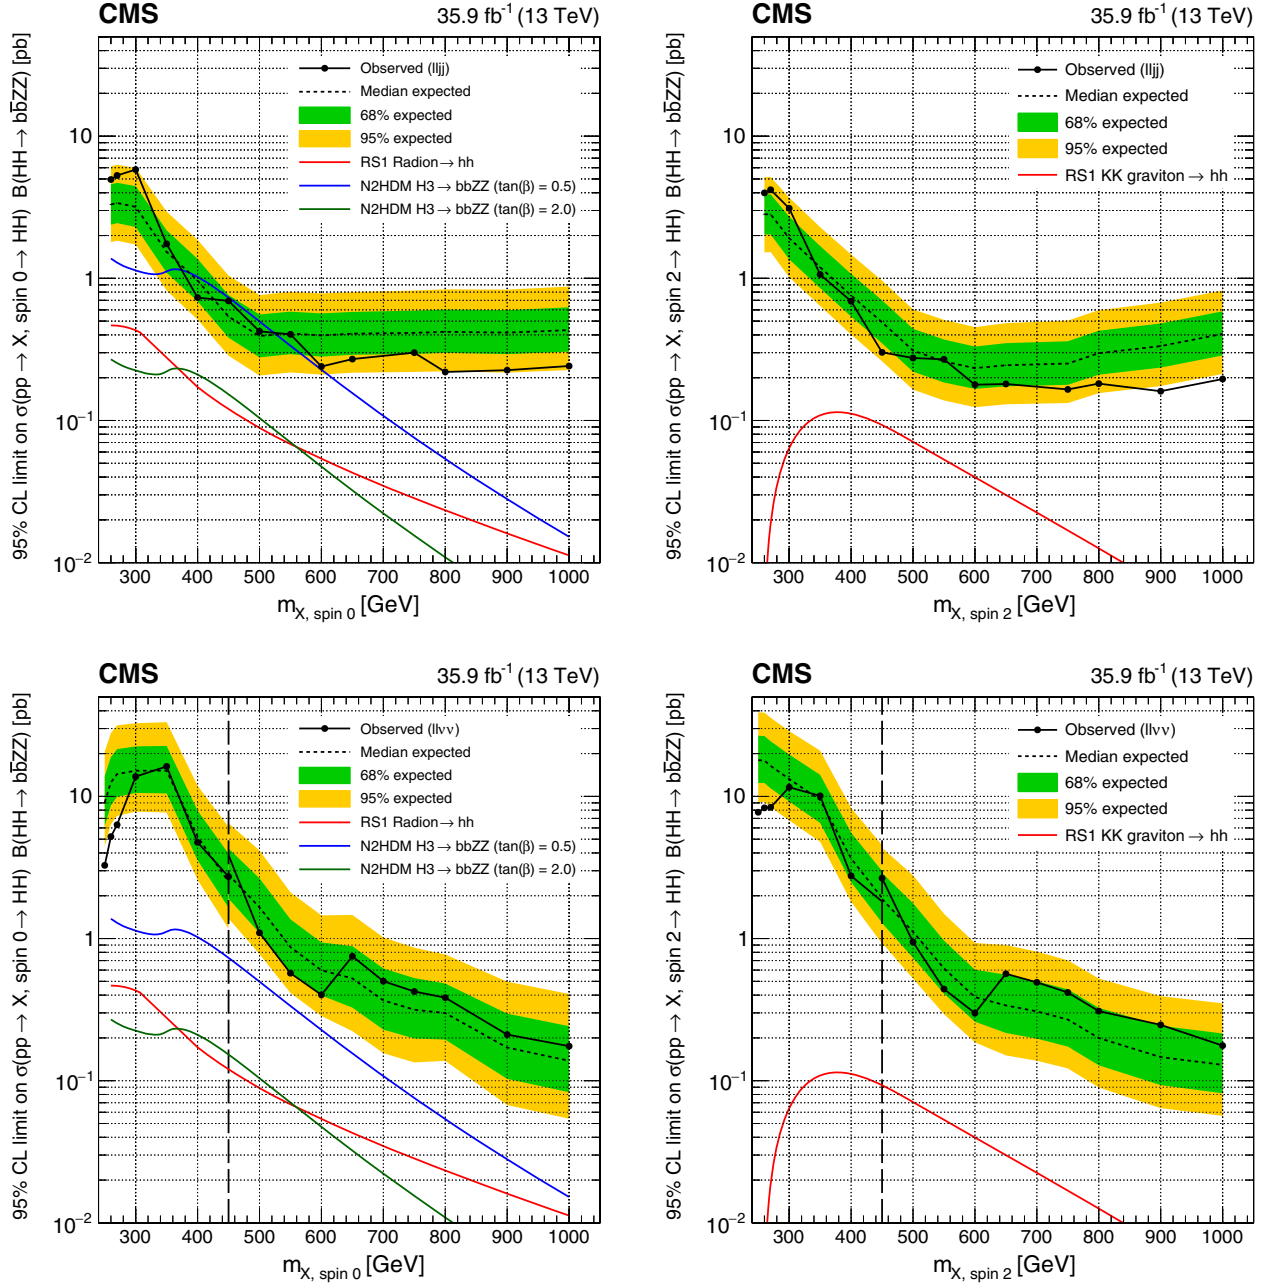 CMS 35.9 fb⁻¹ (13 TeV)
95% CL limit on σ(pp → X, spin 0 → HH) B(HH → bb̄ZZ) [pb]
Observed (lljj)
Median expected
68% expected
95% expected
RS1 Radion → hh
N2HDM H3 → bbZZ (tan(β) = 0.5)
N2HDM H3 → bbZZ (tan(β) = 2.0)
10
1
10⁻¹
10⁻²
300 400 500 600 700 800 900 1000
m_X, spin 0 [GeV]
CMS 35.9 fb⁻¹ (13 TeV)
95% CL limit on σ(pp → X, spin 2 → HH) B(HH → bb̄ZZ) [pb]
Observed (lljj)
Median expected
68% expected
95% expected
RS1 KK graviton → hh
10
1
10⁻¹
10⁻²
300 400 500 600 700 800 900 1000
m_X, spin 2 [GeV]
CMS 35.9 fb⁻¹ (13 TeV)
95% CL limit on σ(pp → X, spin 0 → HH) B(HH → bb̄ZZ) [pb]
Observed (llνν)
Median expected
68% expected
95% expected
RS1 Radion → hh
N2HDM H3 → bbZZ (tan(β) = 0.5)
N2HDM H3 → bbZZ (tan(β) = 2.0)
10
1
10⁻¹
10⁻²
300 400 500 600 700 800 900 1000
m_X, spin 0 [GeV]
CMS 35.9 fb⁻¹ (13 TeV)
95% CL limit on σ(pp → X, spin 2 → HH) B(HH → bb̄ZZ) [pb]
Observed (llνν)
Median expected
68% expected
95% expected
RS1 KK graviton → hh
10
1
10⁻¹
10⁻²
300 400 500 600 700 800 900 1000
m_X, spin 2 [GeV]